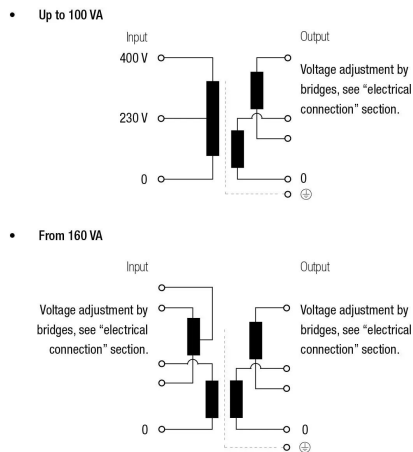 • Up to 100 VA
Input
Output
400 V
Voltage adjustment by
bridges, see “electrical
connection” section.
230 V
0
0
• From 160 VA
Input
Output
Voltage adjustment by
bridges, see “electrical
connection” section.
Voltage adjustment by
bridges, see “electrical
connection” section.
0
0